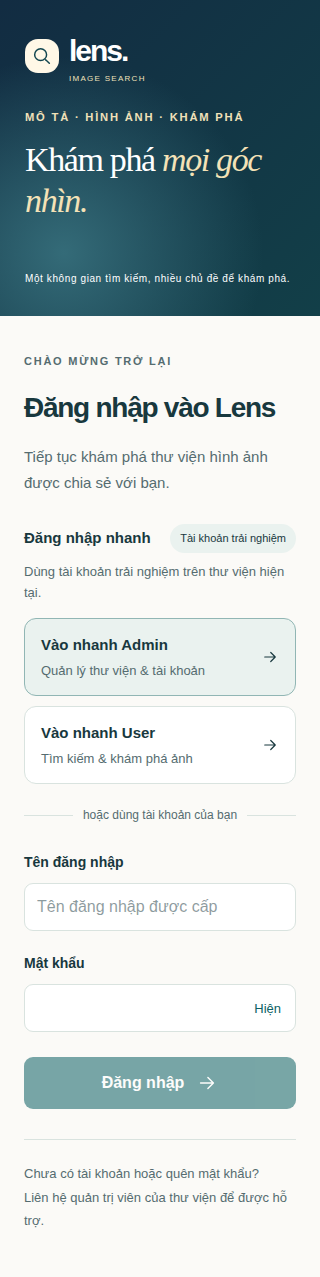 lens.
IMAGE SEARCH
MÔ TẢ · HÌNH ẢNH · KHÁM PHÁ
Khám phá mọi góc
nhìn.
Một không gian tìm kiếm, nhiều chủ đề để khám phá.
CHÀO MỪNG TRỞ LẠI
Đăng nhập vào Lens
Tiếp tục khám phá thư viện hình ảnh
được chia sẻ với bạn.
Đăng nhập nhanh
Tài khoản trải nghiệm
Dùng tài khoản trải nghiệm trên thư viện hiện
tại.
Vào nhanh Admin
Quản lý thư viện & tài khoản
Vào nhanh User
Tìm kiếm & khám phá ảnh
hoặc dùng tài khoản của bạn
Tên đăng nhập
Tên đăng nhập được cấp
Mật khẩu
Hiện
Đăng nhập
Chưa có tài khoản hoặc quên mật khẩu?
Liên hệ quản trị viên của thư viện để được hỗ
trợ.